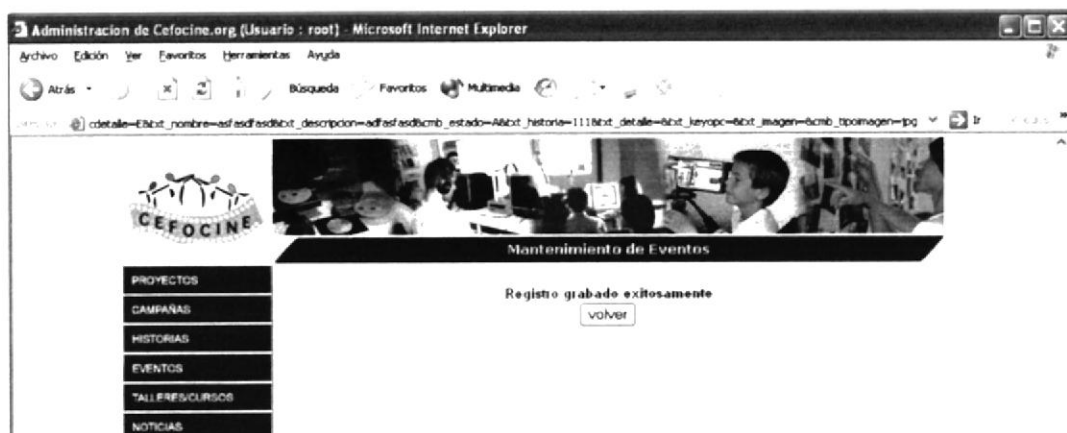 Administracion de Cefocine.org (Usuario : root) - Microsoft Internet Explorer
Archivo Edición Ver Favoritos Herramientas Ayuda
Atrás Búsqueda Favoritos Multimedia
cdetalle=E&txt_nombre=asfasdfasd&txt_descripcion=adfasfasd&cmb_estado=A&txt_historia=111&txt_detalle=&txt_keyopc=&txt_imagen=&cmb_tipoimagen=jpg Ir
CEFOCINE
Mantenimiento de Eventos
PROYECTOS
CAMPAÑAS
HISTORIAS
EVENTOS
TALLERES/CURSOS
NOTICIAS
Registro grabado exitosamente
volver